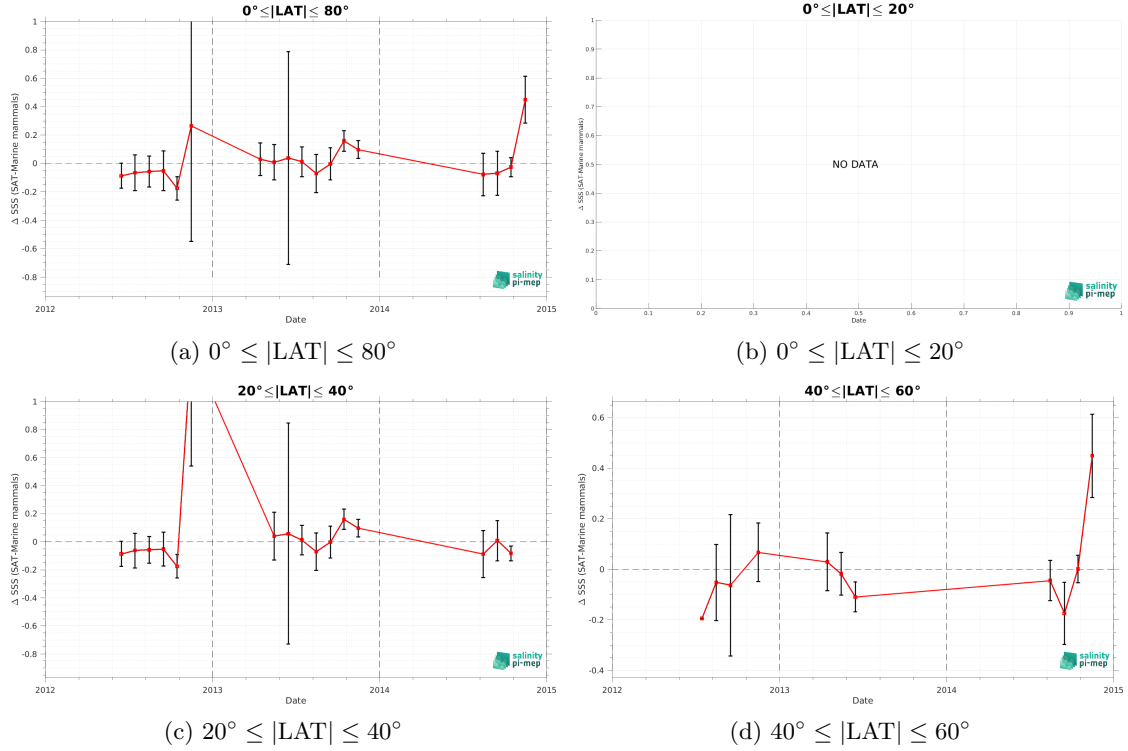 0°≤|LAT|≤ 80°
Δ SSS (SAT-Marine mammals)
1
0.8
0.6
0.4
0.2
0
-0.2
-0.4
-0.6
-0.8
2012
2013
2014
2015
Date
salinity
pi-mep
(a) 0° ≤ |LAT| ≤ 80°
0°≤|LAT|≤ 20°
Δ SSS (SAT-Marine mammals)
1
0.9
0.8
0.7
0.6
0.5
0.4
0.3
0.2
0.1
0
NO DATA
0 0.1 0.2 0.3 0.4 0.5 0.6 0.7 0.8 0.9 1
Date
salinity
pi-mep
(b) 0° ≤ |LAT| ≤ 20°
20°≤|LAT|≤ 40°
Δ SSS (SAT-Marine mammals)
1
0.8
0.6
0.4
0.2
0
-0.2
-0.4
-0.6
-0.8
2012
2013
2014
2015
Date
salinity
pi-mep
(c) 20° ≤ |LAT| ≤ 40°
40°≤|LAT|≤ 60°
Δ SSS (SAT-Marine mammals)
0.6
0.4
0.2
0
-0.2
-0.4
2012
2013
2014
2015
Date
salinity
pi-mep
(d) 40° ≤ |LAT| ≤ 60°